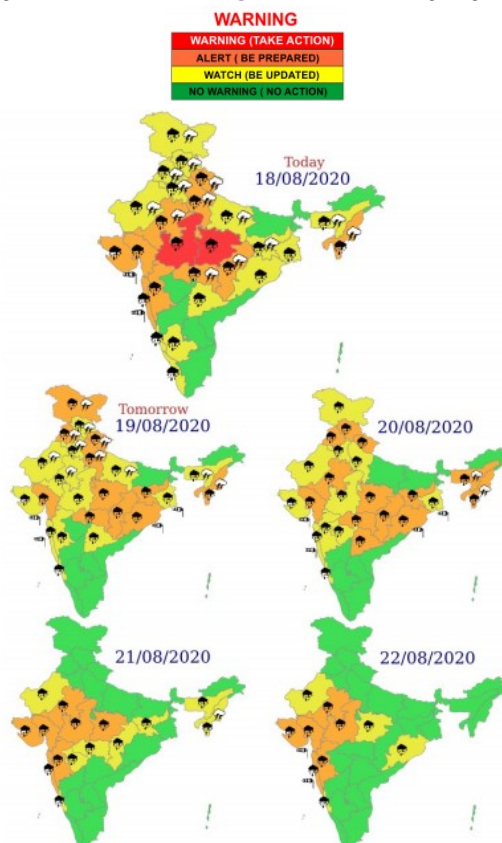 WARNING
WARNING (TAKE ACTION)
ALERT ( BE PREPARED)
WATCH (BE UPDATED)
NO WARNING ( NO ACTION)
Today
18/08/2020
Tomorrow
19/08/2020
20/08/2020
21/08/2020
22/08/2020